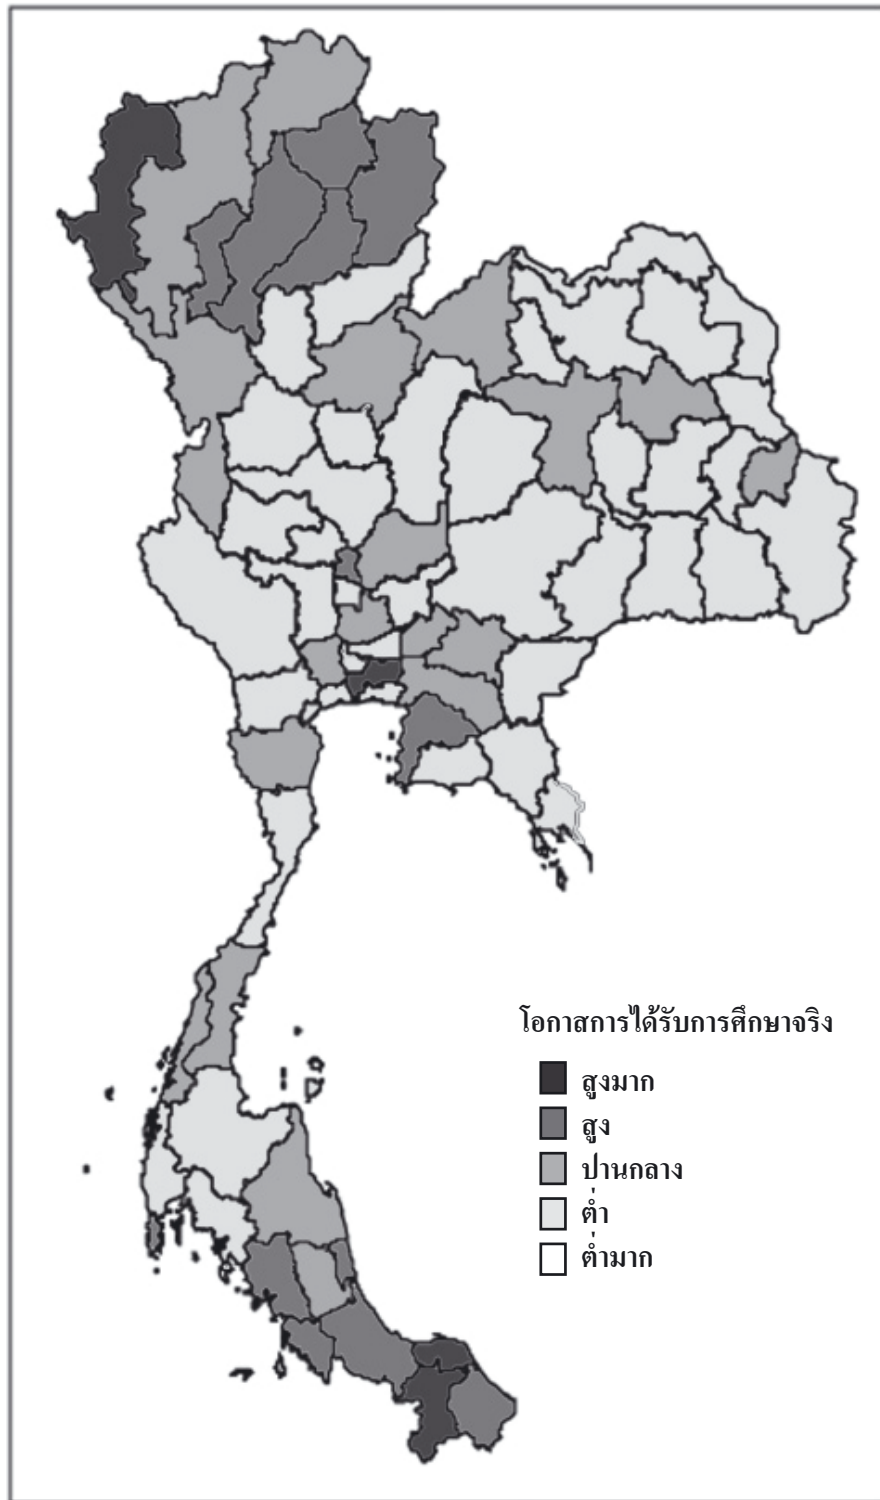 โอกาสการได้รับการศึกษาจริง
สูงมาก
สูง
ปานกลาง
ต่ำ
ต่ำมาก